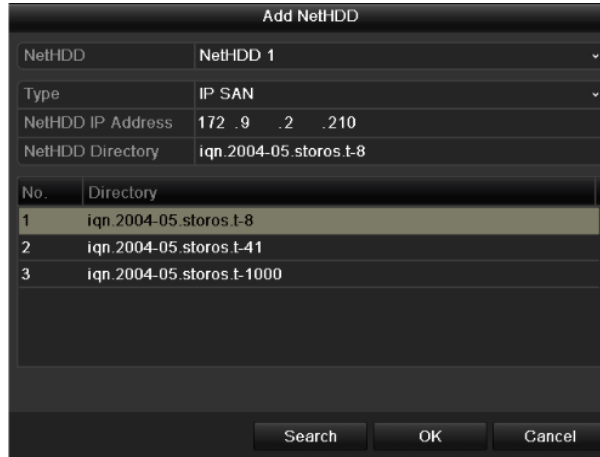 Add NetHDD
NetHDD NetHDD 1
Type IP SAN
NetHDD IP Address 172 .9 .2 .210
NetHDD Directory iqn.2004-05.storos.t-8
No. Directory
1 iqn.2004-05.storos.t-8
2 iqn.2004-05.storos.t-41
3 iqn.2004-05.storos.t-1000
Search OK Cancel